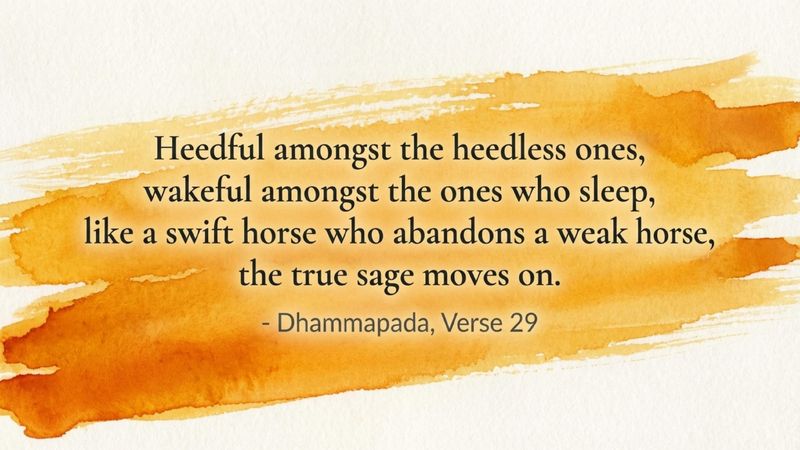 Heedful amongst the heedless ones,
wakeful amongst the ones who sleep,
like a swift horse who abandons a weak horse,
the true sage moves on.
- Dhammapada, Verse 29